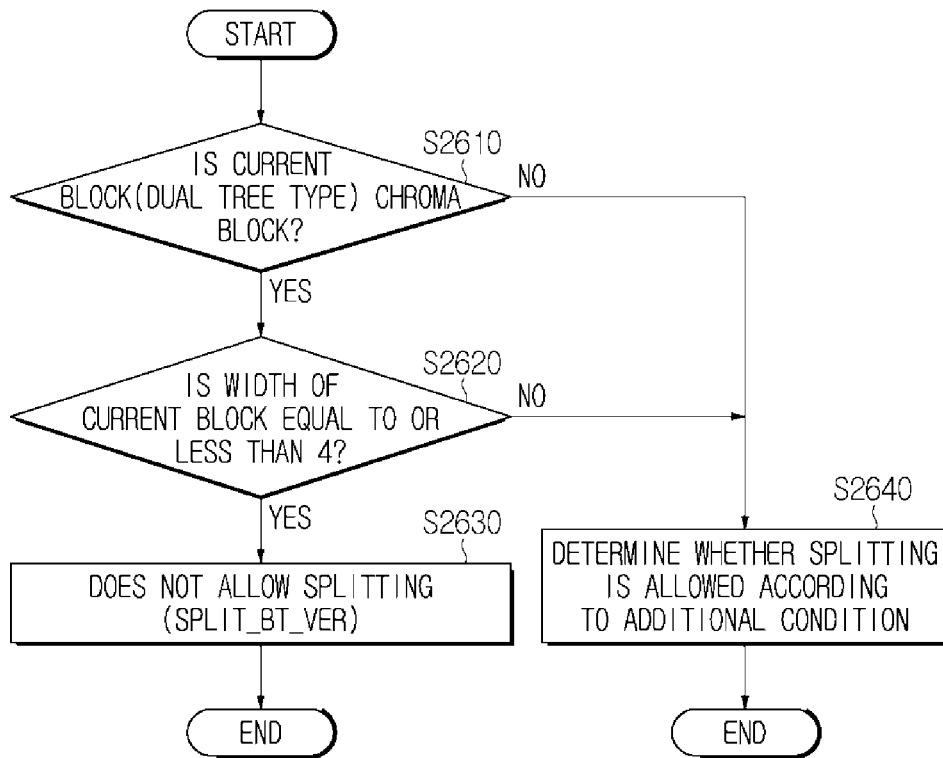 START
S2610
IS CURRENT
BLOCK(DUAL TREE TYPE) CHROMA
BLOCK?
NO
YES
S2620
IS WIDTH OF
CURRENT BLOCK EQUAL TO OR
LESS THAN 4?
NO
YES
S2630
DOES NOT ALLOW SPLITTING
(SPLIT_BT_VER)
S2640
DETERMINE WHETHER SPLITTING
IS ALLOWED ACCORDING
TO ADDITIONAL CONDITION
END
END